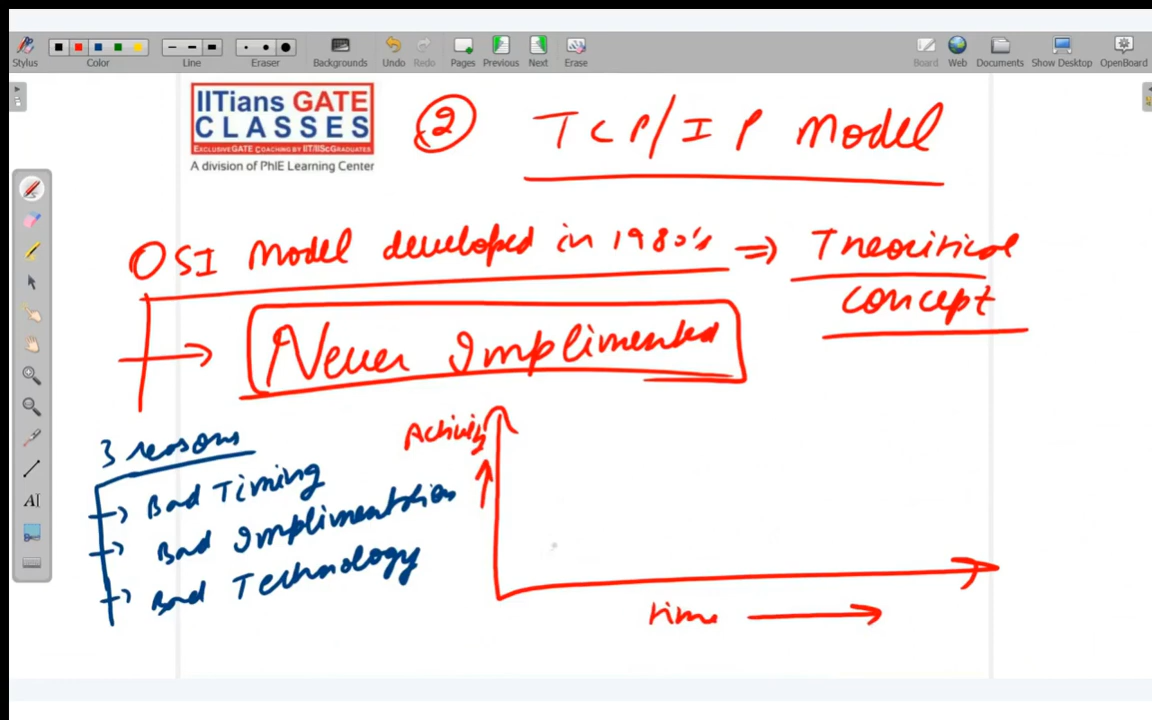 Stylus
Color
Line
Eraser
Backgrounds
Undo
Redo
Pages
Previous
Next
Erase
Board
Web
Documents
Show Desktop
OpenBoard
IITians GATE
CLASSES
EXCLUSIVE GATE COACHING BY IIT/IISc GRADUATES
A division of PhIE Learning Center
② TCP/IP Model
OSI Model developed in 1980's ⇒ Theoritical
concept
→ Never Implimented
3 reasons
→ Bad Timing
→ Bad Implimentation
→ Bad Technology
Activity
time
AI